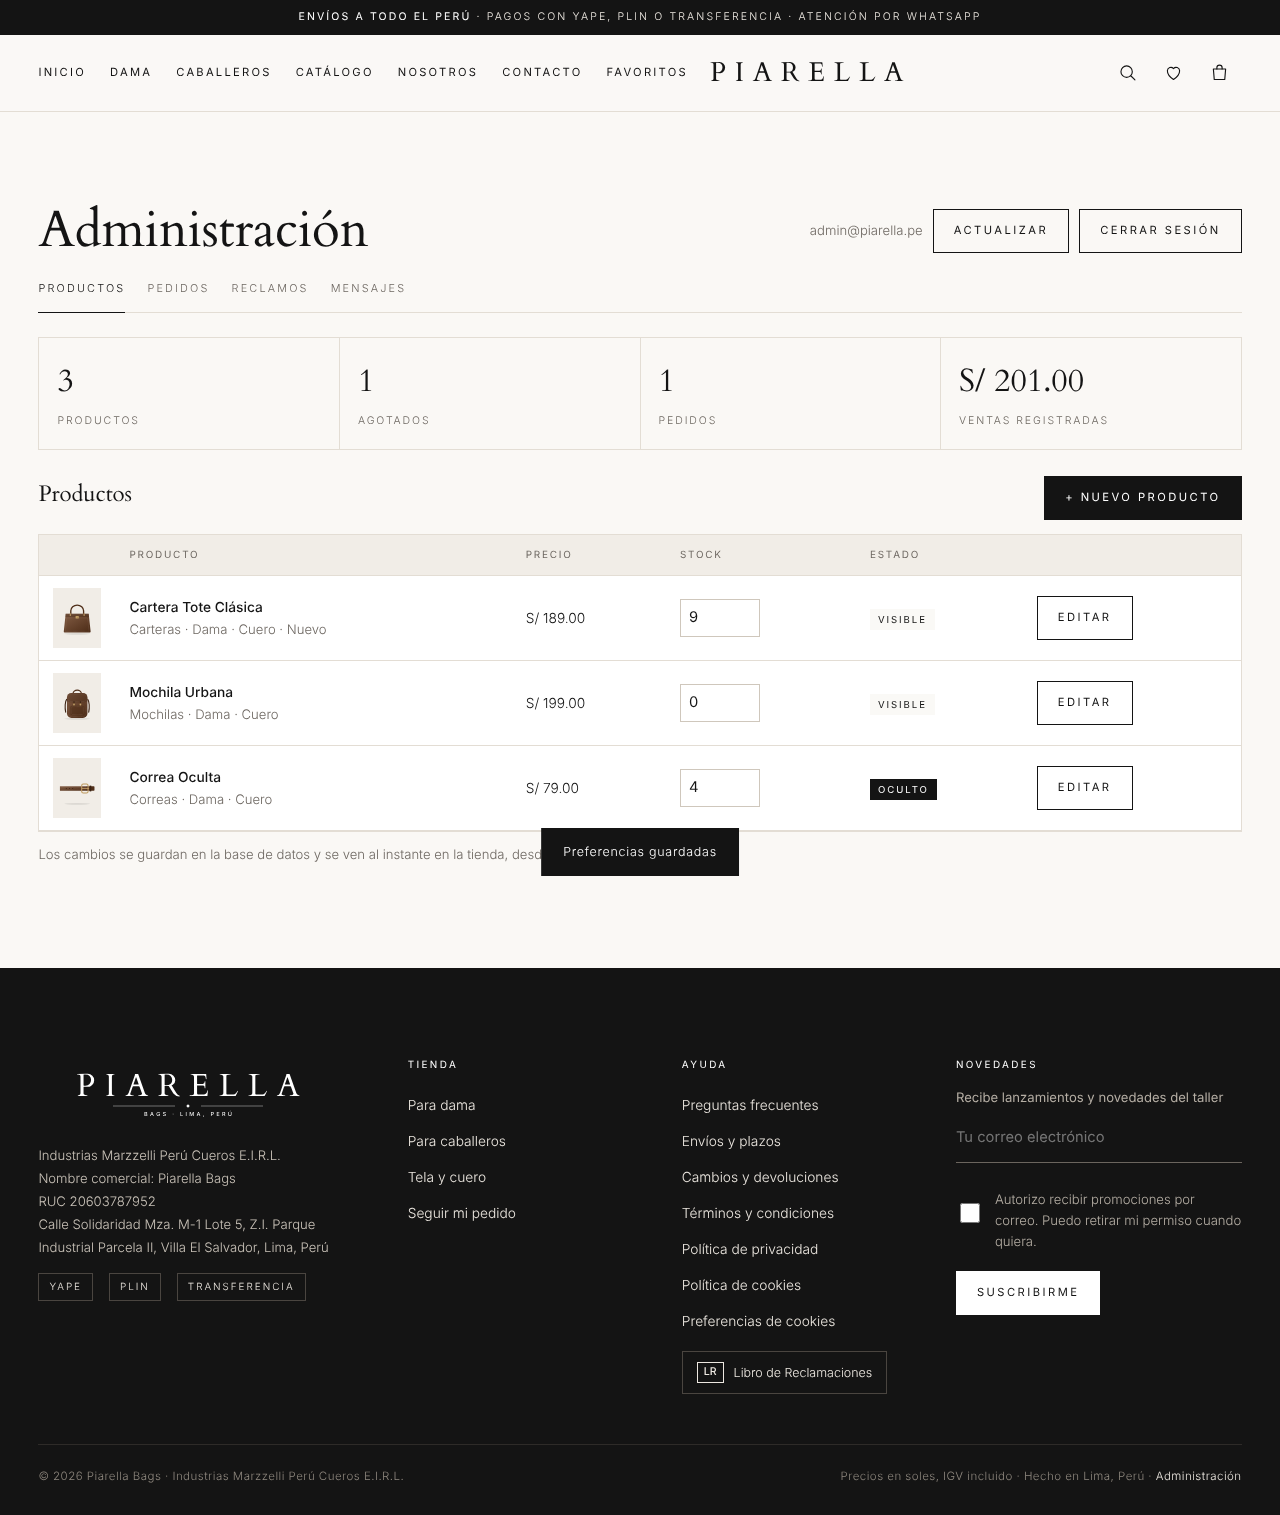 ENVÍOS A TODO EL PERÚ · PAGOS CON YAPE, PLIN O TRANSFERENCIA · ATENCIÓN POR WHATSAPP
INICIO DAMA CABALLEROS CATÁLOGO NOSOTROS CONTACTO FAVORITOS PIARELLA
Administración
admin@piarella.pe ACTUALIZAR CERRAR SESIÓN
PRODUCTOS PEDIDOS RECLAMOS MENSAJES
3 1 1 S/ 201.00
PRODUCTOS AGOTADOS PEDIDOS VENTAS REGISTRADAS
Productos
+ NUEVO PRODUCTO
PRODUCTO PRECIO STOCK ESTADO
Cartera Tote Clásica
Carteras · Dama · Cuero · Nuevo
S/ 189.00 9 VISIBLE EDITAR
Mochila Urbana
Mochilas · Dama · Cuero
S/ 199.00 0 VISIBLE EDITAR
Correa Oculta
Correas · Dama · Cuero
S/ 79.00 4 OCULTO EDITAR
Los cambios se guardan en la base de datos y se ven al instante en la tienda,
Preferencias guardadas
PIARELLA
BAGS · LIMA, PERÚ
Industrias Marzzelli Perú Cueros E.I.R.L.
Nombre comercial: Piarella Bags
RUC 20603787952
Calle Solidaridad Mza. M-1 Lote 5, Z.I. Parque
Industrial Parcela II, Villa El Salvador, Lima, Perú
YAPE PLIN TRANSFERENCIA
TIENDA
Para dama
Para caballeros
Tela y cuero
Seguir mi pedido
AYUDA
Preguntas frecuentes
Envíos y plazos
Cambios y devoluciones
Términos y condiciones
Política de privacidad
Política de cookies
Preferencias de cookies
LR Libro de Reclamaciones
NOVEDADES
Recibe lanzamientos y novedades del taller
Tu correo electrónico
Autorizo recibir promociones por
correo. Puedo retirar mi permiso cuando
quiera.
SUSCRIBIRME
© 2026 Piarella Bags · Industrias Marzzelli Perú Cueros E.I.R.L.
Precios en soles, IGV incluido · Hecho en Lima, Perú · Administración